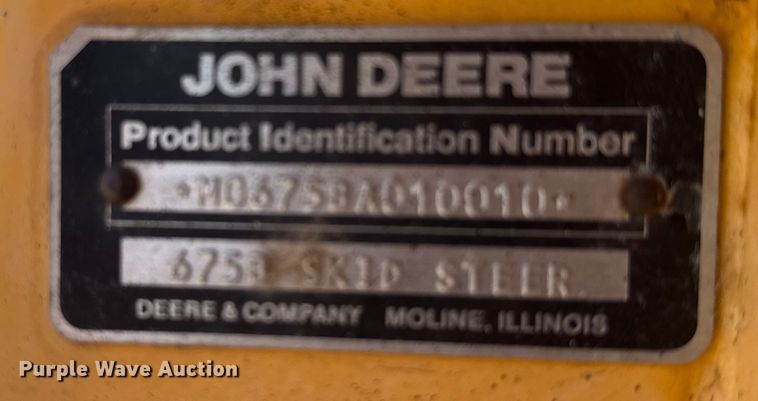 JOHN DEERE
Product Identification Number
*M0675BA010010*
675B SKID STEER
DEERE & COMPANY MOLINE, ILLINOIS
Purple Wave Auction